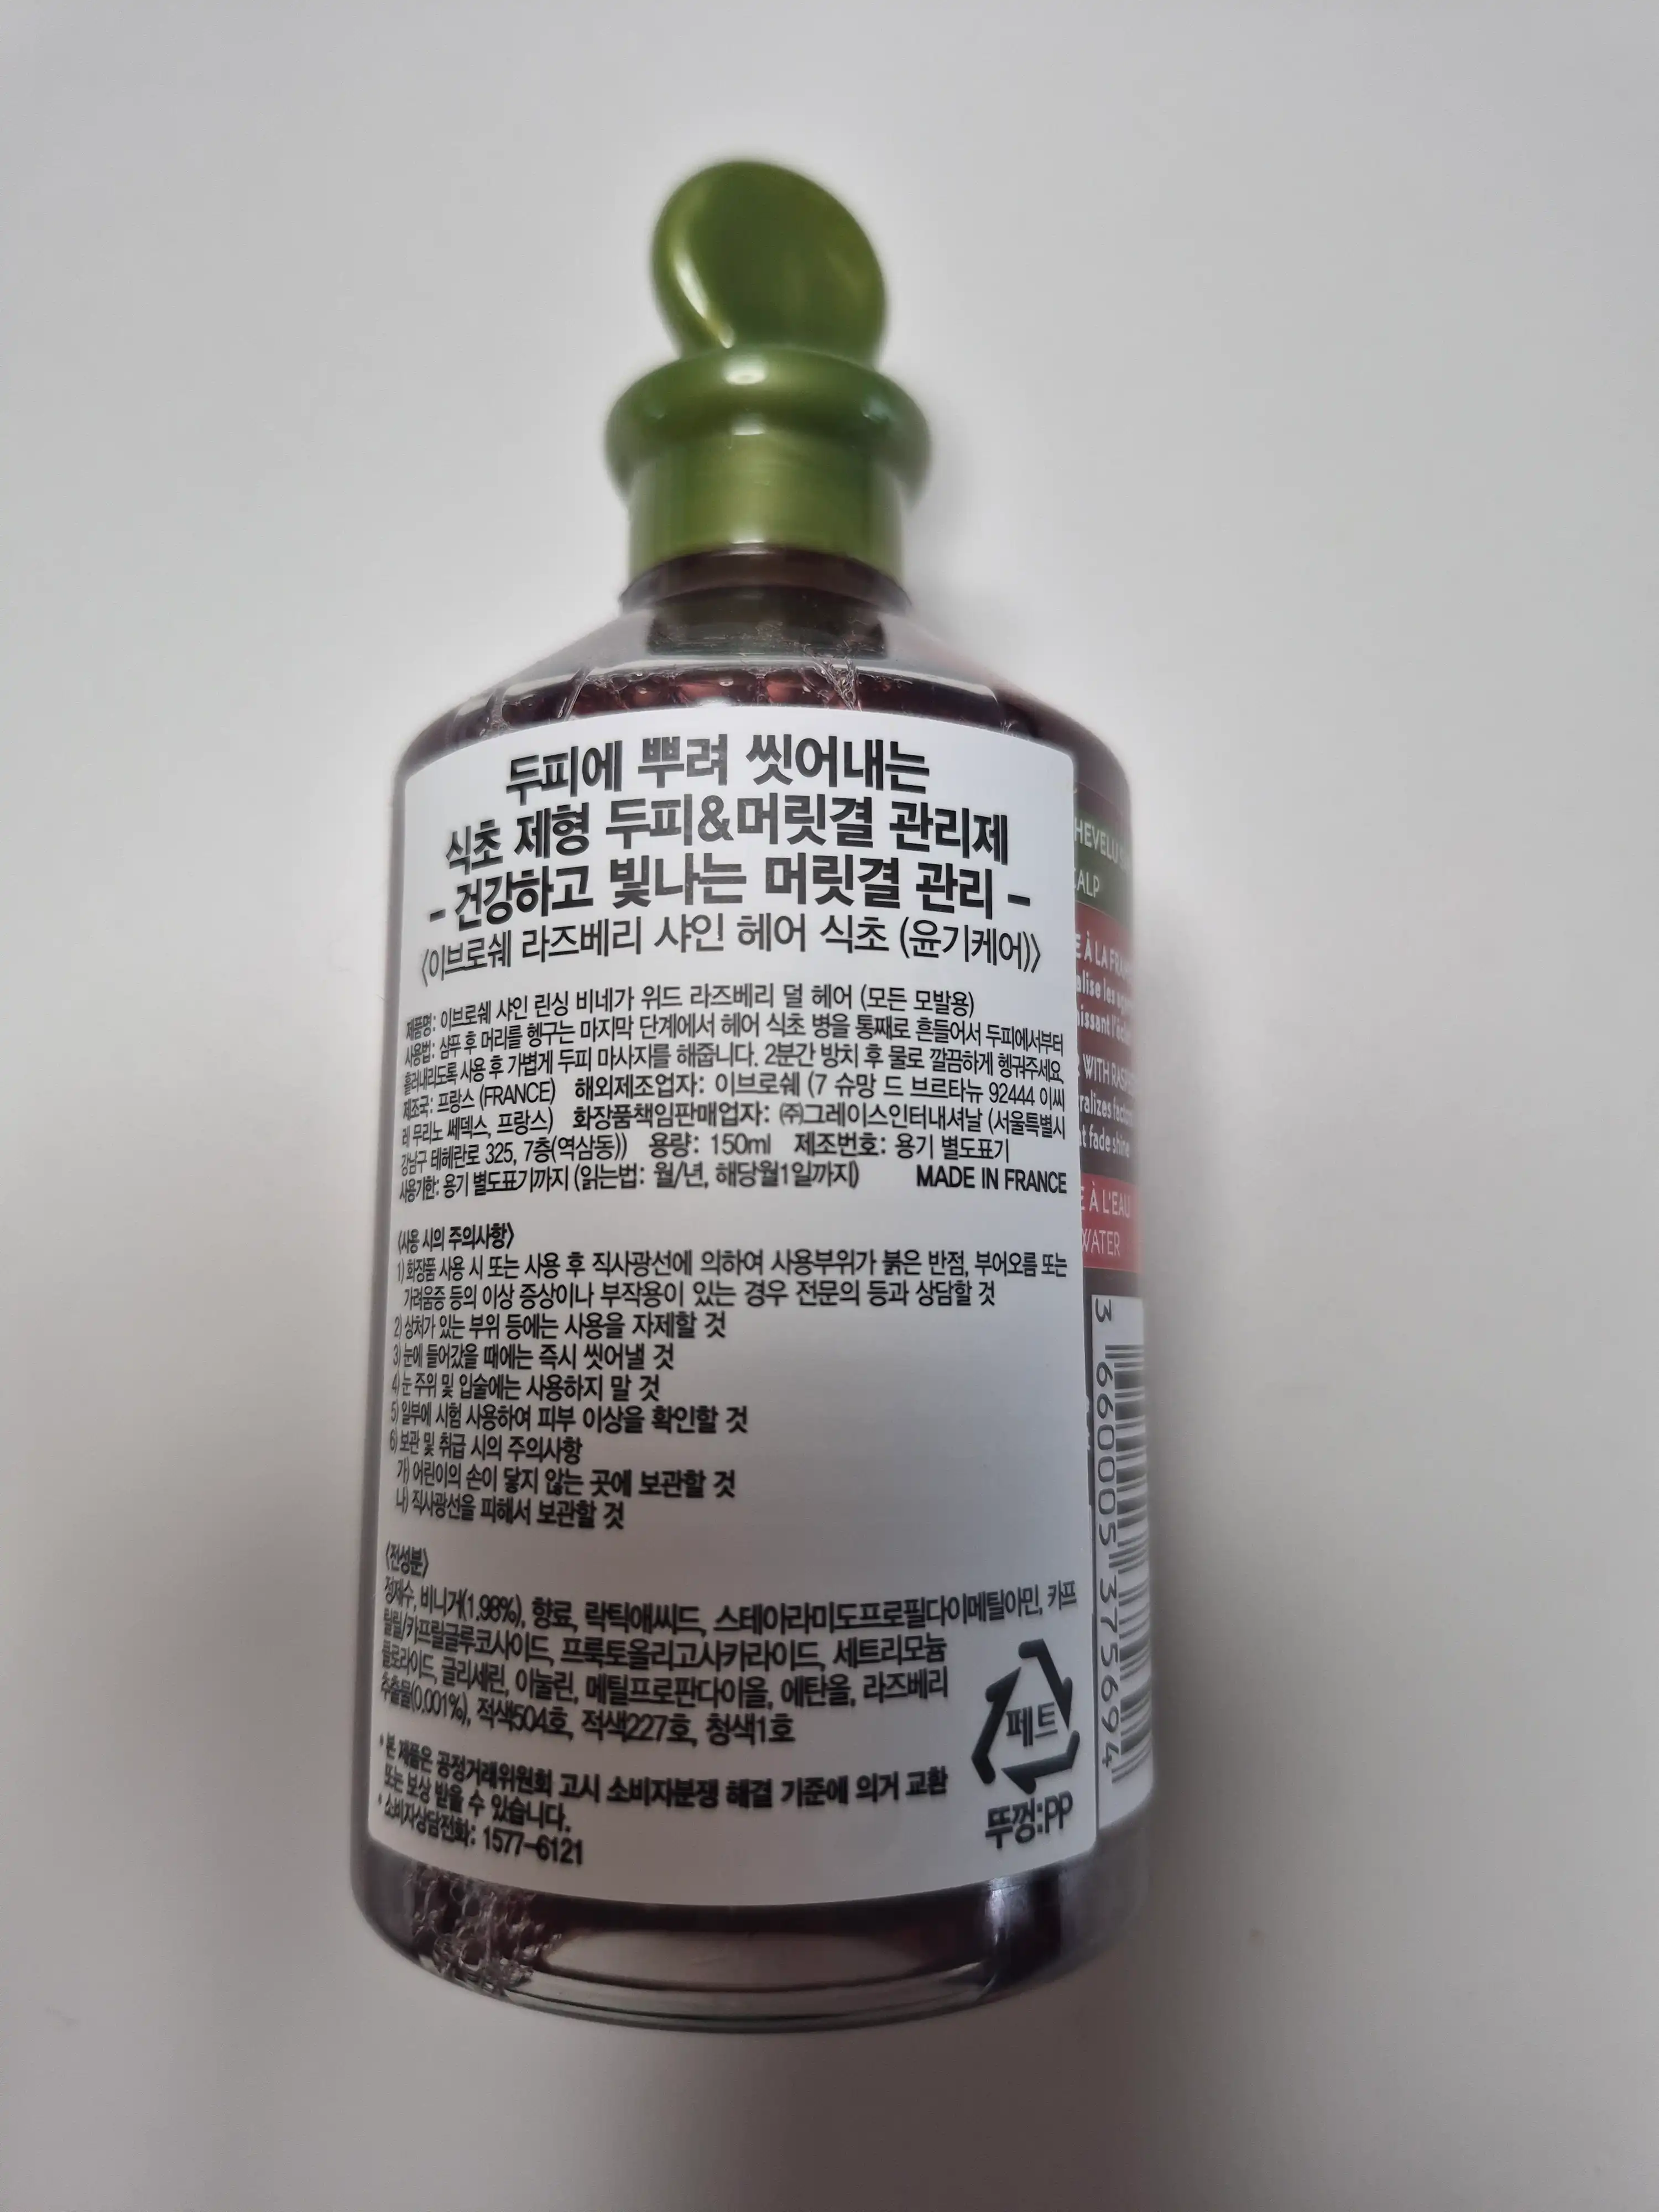 두피에 뿌려 씻어내는
식초 제형 두피&머릿결 관리제
- 건강하고 빛나는 머릿결 관리 -
〈이브로쉐 라즈베리 샤인 헤어 식초 (윤기케어)〉
제품명: 이브로쉐 샤인 린싱 비네가 위드 라즈베리 덜 헤어 (모든 모발용)
사용법: 샴푸 후 머리를 헹구는 마지막 단계에서 헤어 식초 병을 통째로 흔들어서 두피에서부터
흘러내리도록 사용 후 가볍게 두피 마사지를 해줍니다. 2분간 방치 후 물로 깔끔하게 헹궈주세요.
제조국: 프랑스 (FRANCE) 해외제조업자: 이브로쉐 (7 슈망 드 브르타뉴 92444 이씨
레 무리노 쎄덱스, 프랑스) 화장품책임판매업자: ㈜그레이스인터내셔날 (서울특별시
강남구 테헤란로 325, 7층(역삼동)) 용량: 150ml 제조번호: 용기 별도표기
사용기한: 용기 별도표기까지 (읽는법: 월/년, 해당월1일까지) MADE IN FRANCE
〈사용 시의 주의사항〉
1) 화장품 사용 시 또는 사용 후 직사광선에 의하여 사용부위가 붉은 반점, 부어오름 또는
가려움증 등의 이상 증상이나 부작용이 있는 경우 전문의 등과 상담할 것
2) 상처가 있는 부위 등에는 사용을 자제할 것
3) 눈에 들어갔을 때에는 즉시 씻어낼 것
4) 눈 주위 및 입술에는 사용하지 말 것
5) 일부에 시험 사용하여 피부 이상을 확인할 것
6) 보관 및 취급 시의 주의사항
가) 어린이의 손이 닿지 않는 곳에 보관할 것
나) 직사광선을 피해서 보관할 것
〈전성분〉
정제수, 비니거(1.98%), 향료, 락틱애씨드, 스테아라미도프로필다이메틸아민, 카프
릴릴/카프릴글루코사이드, 프룩토올리고사카라이드, 세트리모늄
클로라이드, 글리세린, 이눌린, 메틸프로판다이올, 에탄올, 라즈베리
추출물(0.001%), 적색504호, 적색227호, 청색1호
* 본 제품은 공정거래위원회 고시 소비자분쟁 해결 기준에 의거 교환
또는 보상 받을 수 있습니다.
* 소비자상담전화: 1577-6121
페트
뚜껑:PP
À LA
WITH
fade shine
À L'EAU
WATER
3 660005 375694